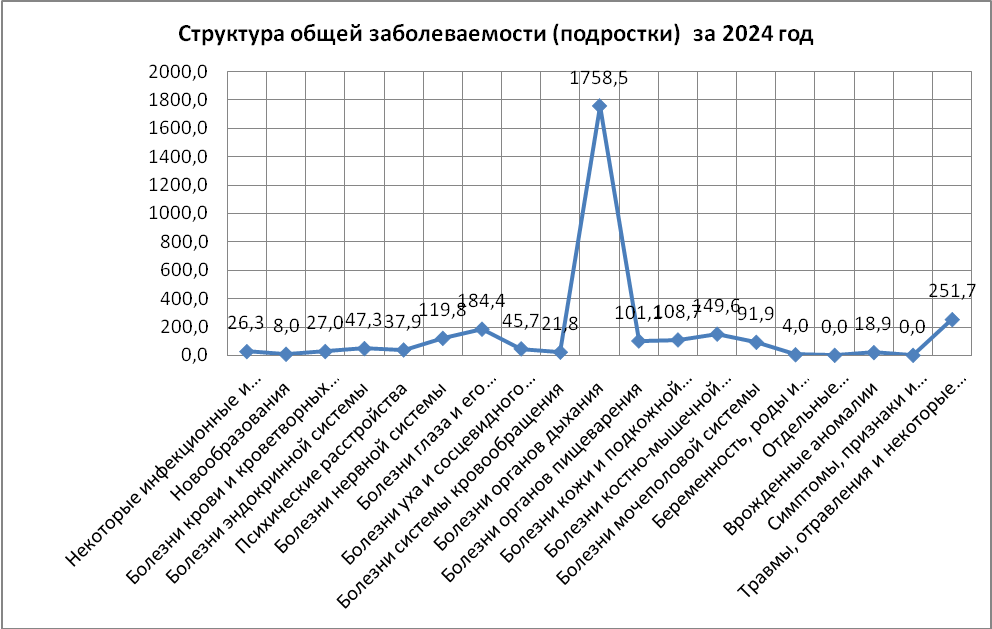 Структура общей заболеваемости (подростки) за 2024 год
2000,0
1800,0
1600,0
1400,0
1200,0
1000,0
800,0
600,0
400,0
200,0
0,0
26,3
8,0
27,0
47,3
37,9
119,8
184,4
45,7
21,8
1758,5
101,1
108,7
149,6
91,9
4,0
0,0
18,9
0,0
251,7
Некоторые инфекционные и...
Новообразования
Болезни крови и кроветворных...
Болезни эндокринной системы
Психические расстройства
Болезни нервной системы
Болезни глаза и его...
Болезни уха и сосцевидного...
Болезни системы кровообращения
Болезни органов дыхания
Болезни органов пищеварения
Болезни кожи и подкожной...
Болезни костно-мышечной...
Болезни мочеполовой системы
Беременность, роды и...
Отдельные...
Врожденные аномалии
Симптомы, признаки и...
Травмы, отравления и некоторые...